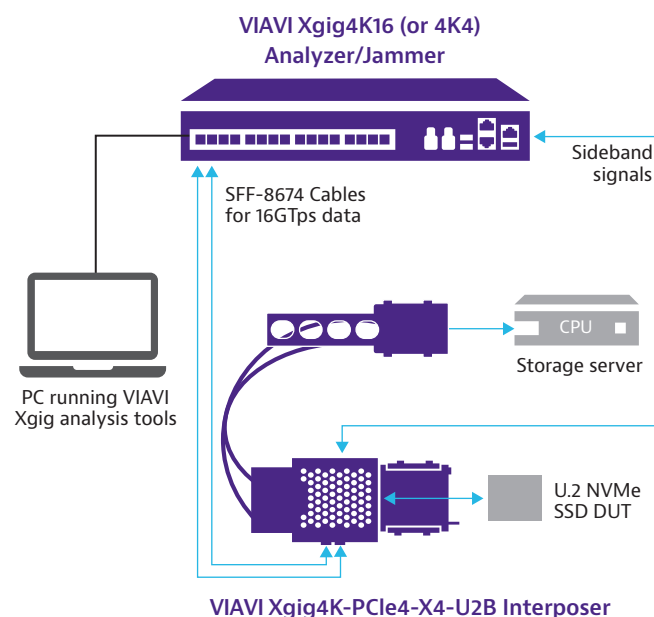 VIAVI Xgig4K16 (or 4K4)
Analyzer/Jammer
Sideband
signals
SFF-8674 Cables
for 16GTps data
CPU
Storage server
PC running VIAVI
Xgig analysis tools
U.2 NVMe
SSD DUT
VIAVI Xgig4K-PCle4-X4-U2B Interposer